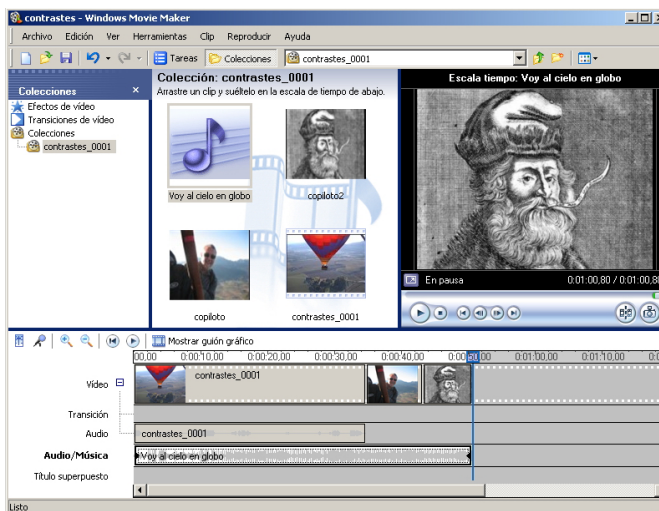 contrastes - Windows Movie Maker
Archivo Edición Ver Herramientas Clip Reproducir Ayuda
Tareas Colecciones contrastes_0001
Colecciones
Efectos de vídeo
Transiciones de vídeo
Colecciones
contrastes_0001
Colección: contrastes_0001
Arrastre un clip y suéltelo en la escala de tiempo de abajo.
Voy al cielo en globo
copiloto2
copiloto
contrastes_0001
Escala tiempo: Voy al cielo en globo
En pausa 0:01:00,80 / 0:01:00,80
Mostrar guión gráfico
00,00 0:00:10,00 0:00:20,00 0:00:30,00 0:00:40,00 0:00:50,00 0:01:00,00 0:01:10,00
Vídeo
contrastes_0001
Transición
Audio
contrastes_0001
Audio/Música
Voy al cielo en globo
Título superpuesto
Listo